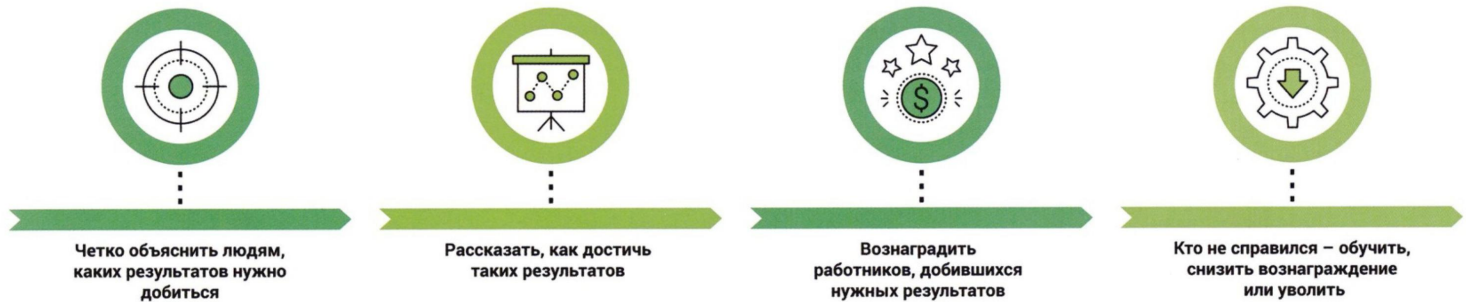 Четко объяснить людям,
каких результатов нужно
добиться
Рассказать, как достичь
таких результатов
$
Вознаградить
работников, добившихся
нужных результатов
Кто не справился – обучить,
снизить вознаграждение
или уволить